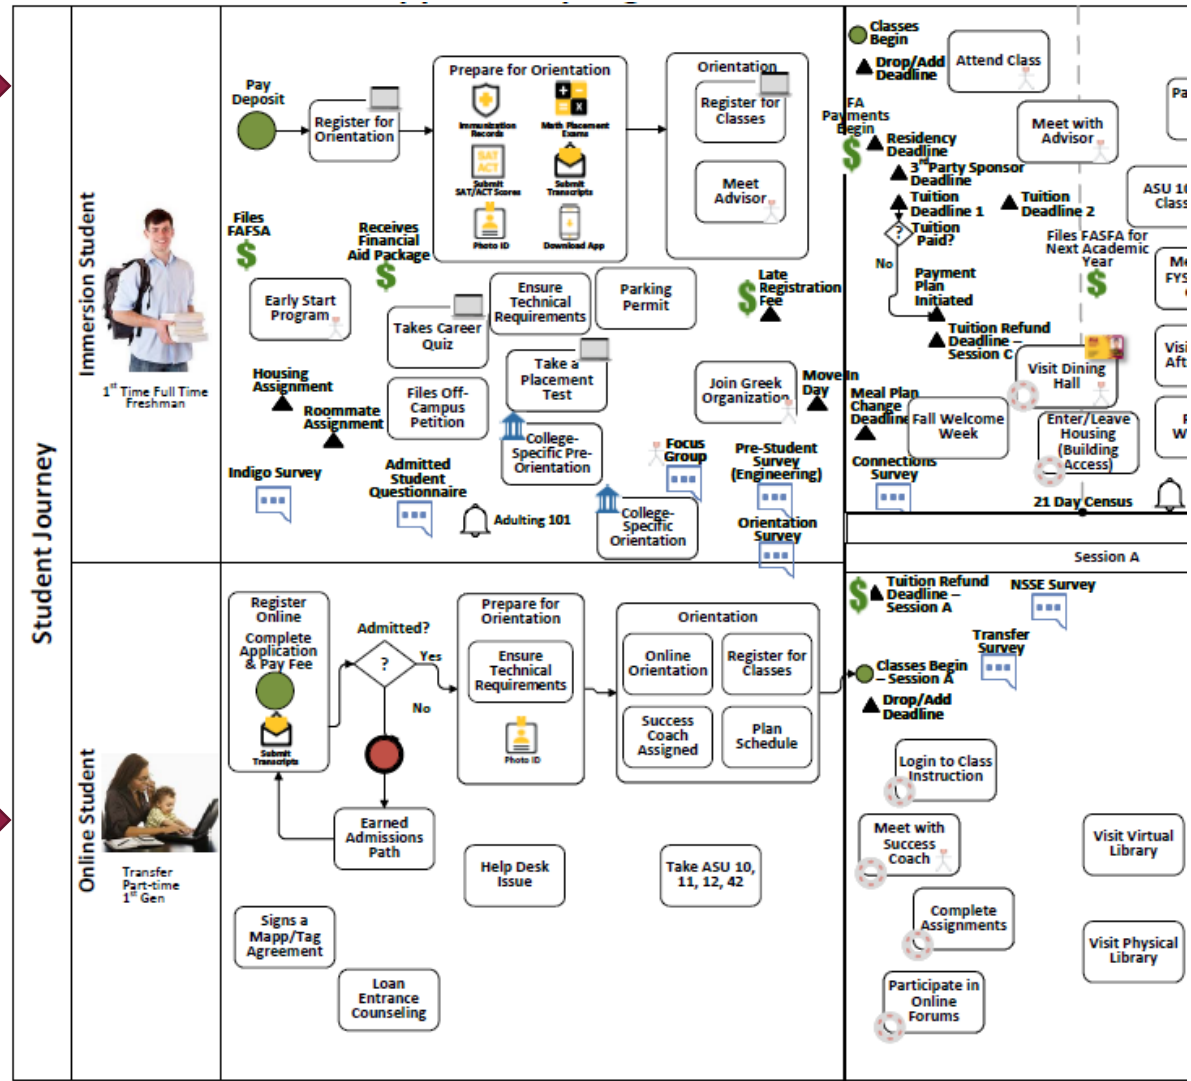 Student Journey
Immersion Student
1st Time Full Time
Freshman
Pay
Deposit
Register for
Orientation
Prepare for Orientation
Immunization
Records
Math Placement
Exams
SAT
ACT
Submit
SAT/ACT Scores
Submit
Transcripts
Photo ID
Download App
Orientation
Register for
Classes
Meet
Advisor
Files
FAFSA
Receives
Financial
Aid Package
Early Start
Program
Takes Career
Quiz
Ensure
Technical
Requirements
Parking
Permit
Late
Registration
Fee
Housing
Assignment
Roommate
Assignment
Files Off-
Campus
Petition
Take a
Placement
Test
Join Greek
Organization
Move In
Day
College-
Specific Pre-
Orientation
Indigo Survey
Admitted
Student
Questionnaire
Adulting 101
College-
Specific
Orientation
Focus
Group
Pre-Student
Survey
(Engineering)
Orientation
Survey
Classes
Begin
Drop/Add
Deadline
Attend Class
FA
Payments
Begin
Residency
Deadline
3rd Party Sponsor
Deadline
Meet with
Advisor
Tuition
Deadline 1
Tuition
Deadline 2
?
Tuition
Paid?
No
Files FASFA for
Next Academic
Year
Payment
Plan
Initiated
Tuition Refund
Deadline –
Session C
Visit Dining
Hall
Meal Plan
Change
Deadline
Fall Welcome
Week
Enter/Leave
Housing
(Building
Access)
Connections
Survey
21 Day Census
Pa
ASU 10
Class
Me
FYS
Visi
Aft
W
Online Student
Transfer
Part-time
1st Gen
Register
Online
Complete
Application
& Pay Fee
Submit
Transcripts
Admitted?
?
Yes
No
Earned
Admissions
Path
Prepare for
Orientation
Ensure
Technical
Requirements
Photo ID
Orientation
Online
Orientation
Register for
Classes
Success
Coach
Assigned
Plan
Schedule
Help Desk
Issue
Take ASU 10,
11, 12, 42
Signs a
Mapp/Tag
Agreement
Loan
Entrance
Counseling
Session A
Tuition Refund
Deadline –
Session A
NSSE Survey
Transfer
Survey
Classes Begin
– Session A
Drop/Add
Deadline
Login to Class
Instruction
Meet with
Success
Coach
Visit Virtual
Library
Complete
Assignments
Visit Physical
Library
Participate in
Online
Forums